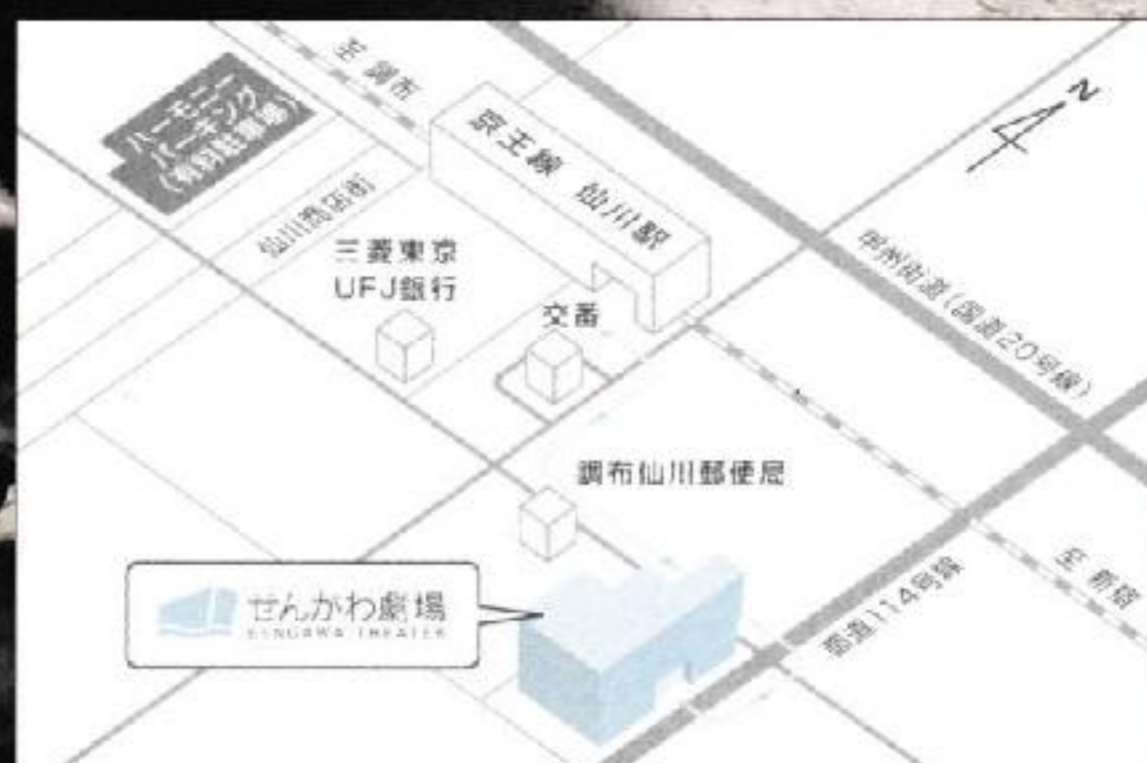 至 調布
N
ハーモニー
パーキング
(有料駐車場)
京王線 仙川駅
仙川商店街
三菱東京
UFJ銀行
交番
甲州街道(国道20号線)
調布仙川郵便局
せんがわ劇場
SENGAWA THEATER
都道114号線
至 新宿